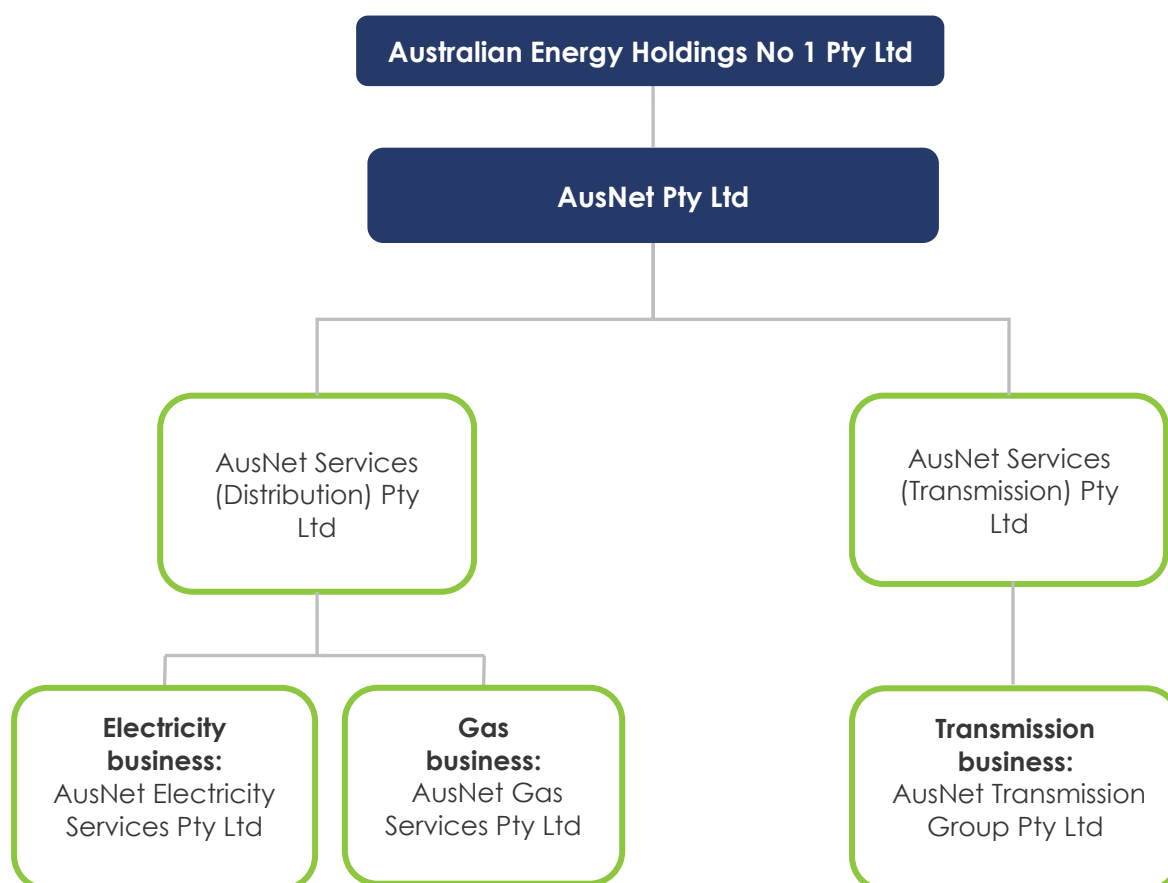 Australian Energy Holdings No 1 Pty Ltd
AusNet Pty Ltd
AusNet Services
(Distribution) Pty
Ltd
AusNet Services
(Transmission) Pty
Ltd
Electricity
business:
AusNet Electricity
Services Pty Ltd
Gas
business:
AusNet Gas
Services Pty Ltd
Transmission
business:
AusNet Transmission
Group Pty Ltd